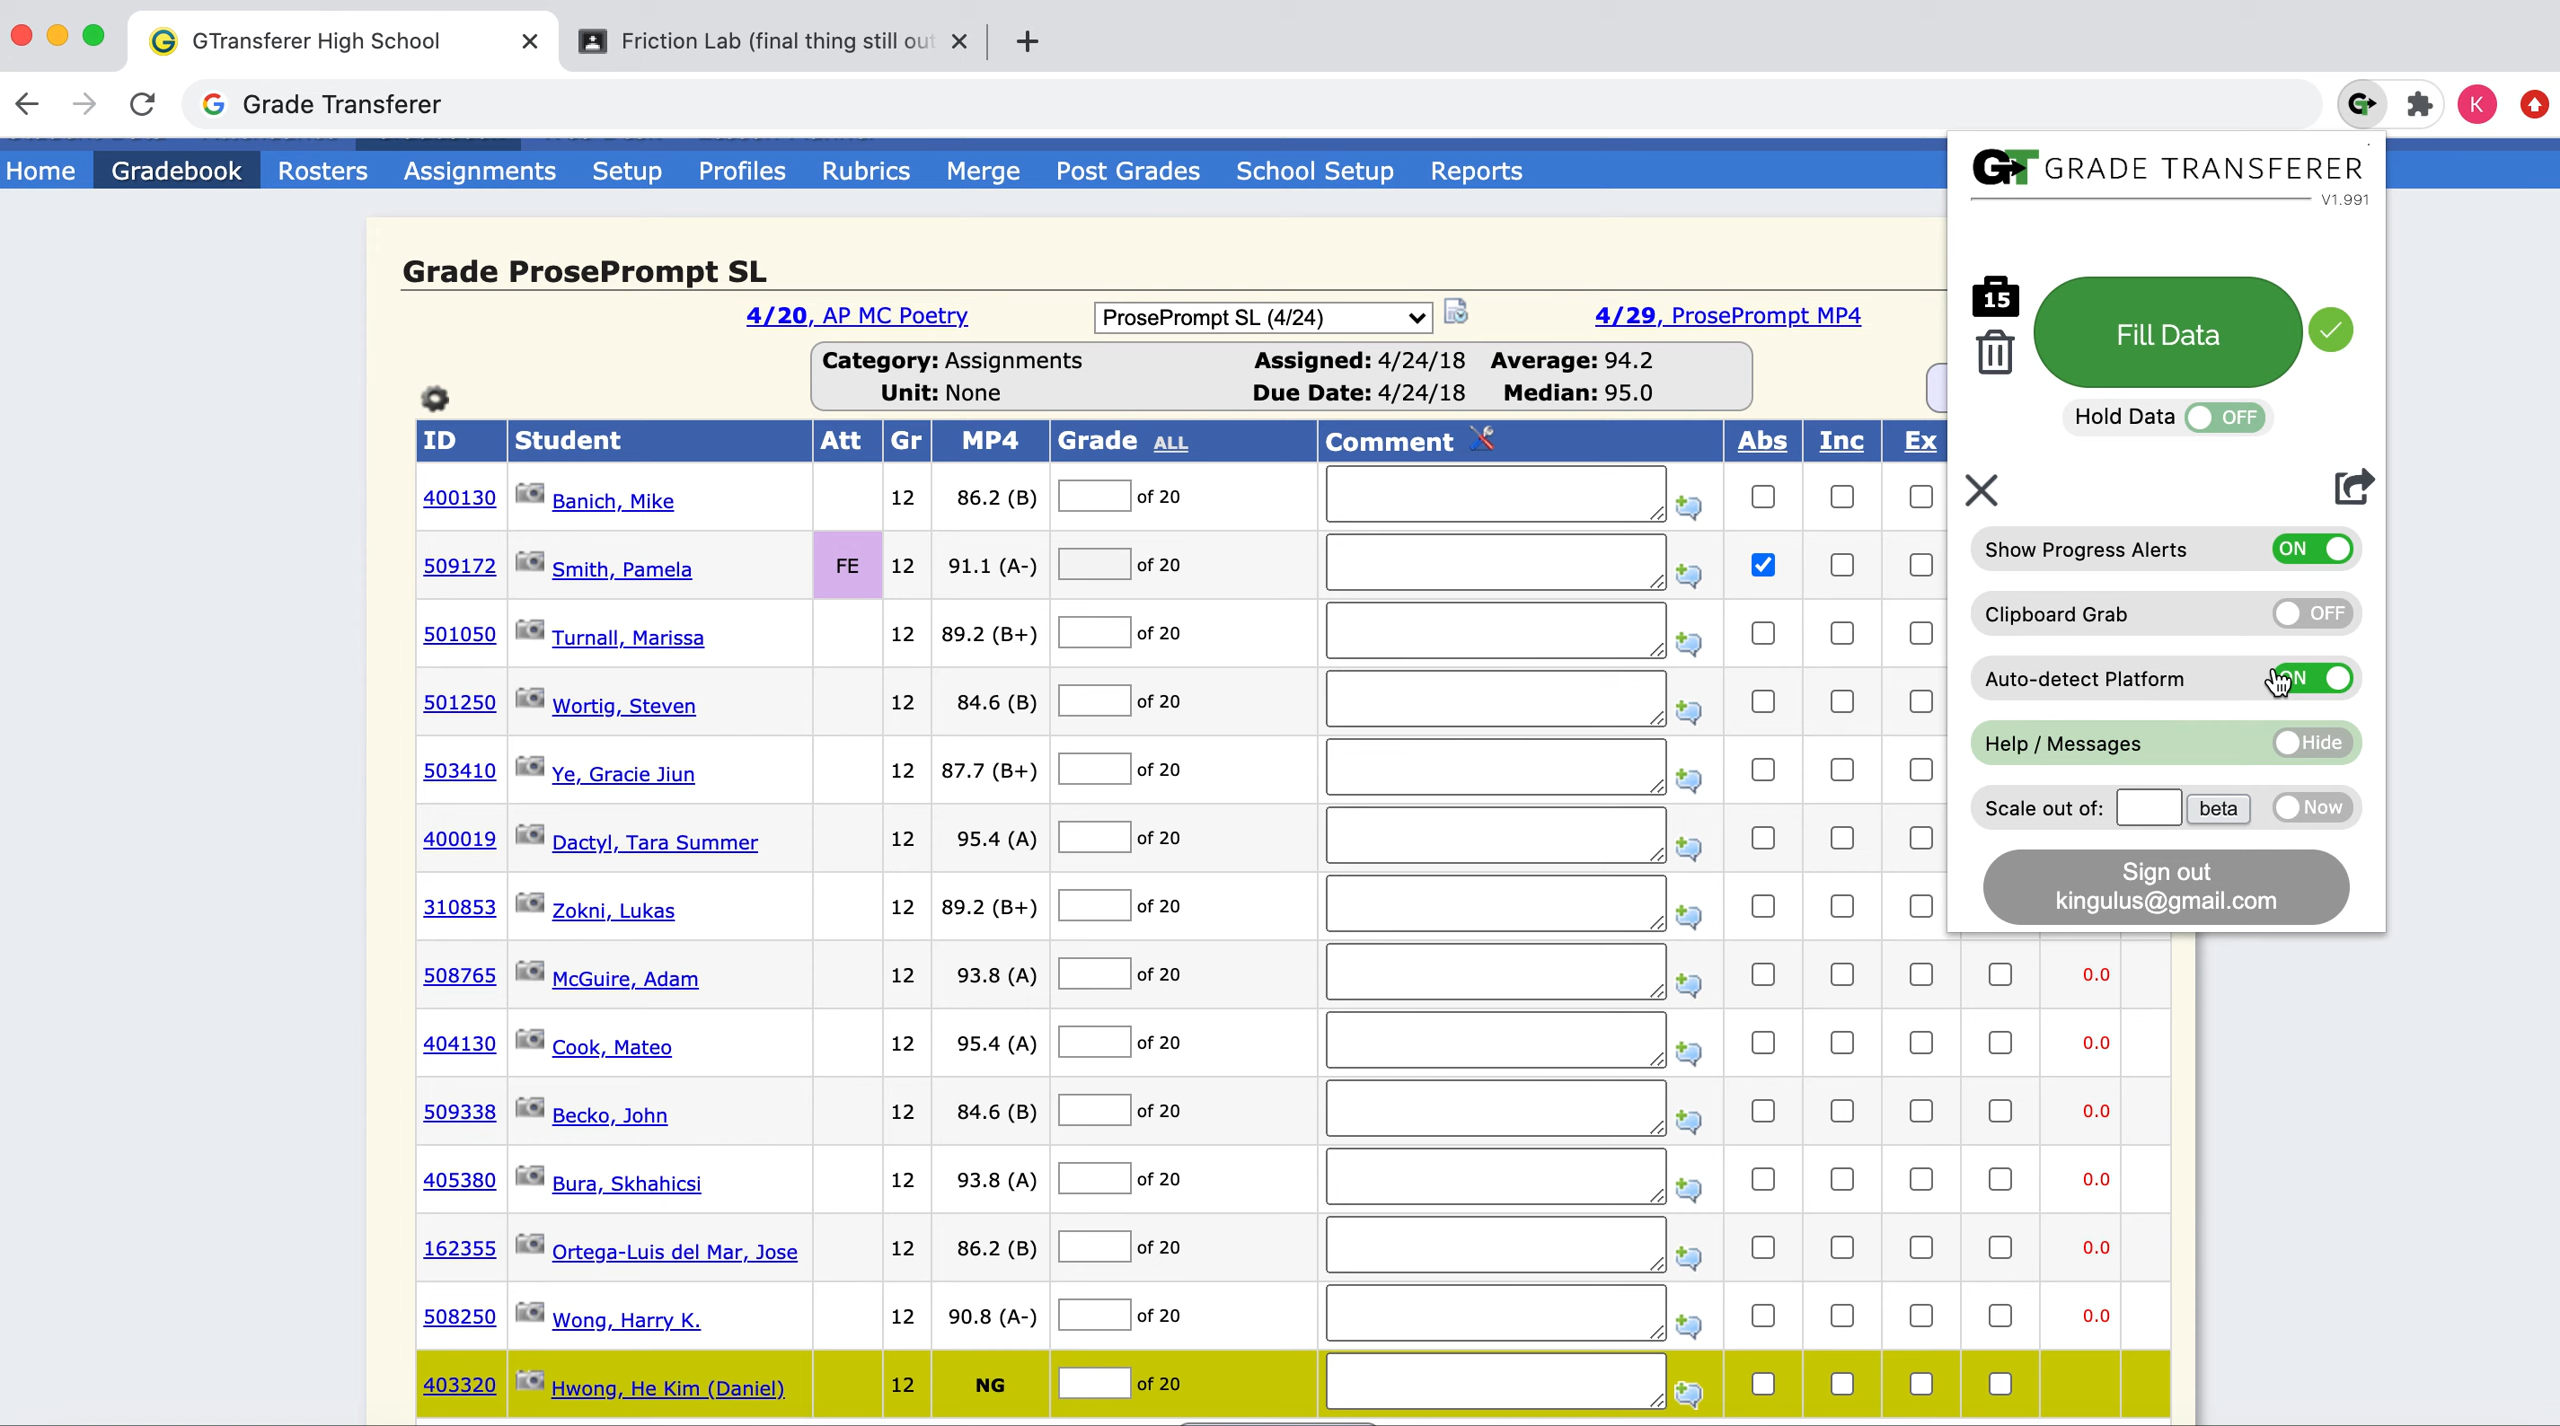 GTransferer High School
Friction Lab (final thing still out
Grade Transferer
K
Home Gradebook Rosters Assignments Setup Profiles Rubrics Merge Post Grades School Setup Reports
GT GRADE TRANSFERER
V1.991
Grade ProsePrompt SL
4/20, AP MC Poetry ProsePrompt SL (4/24) 4/29, ProsePrompt MP4
Category: Assignments Assigned: 4/24/18 Average: 94.2
Unit: None Due Date: 4/24/18 Median: 95.0
15
Fill Data
Hold Data OFF
Show Progress Alerts ON
Clipboard Grab OFF
Auto-detect Platform ON
Help / Messages Hide
Scale out of: beta Now
Sign out
kingulus@gmail.com
ID Student Att Gr MP4 Grade ALL Comment Abs Inc Ex
400130 Banich, Mike 12 86.2 (B) of 20
509172 Smith, Pamela FE 12 91.1 (A-) of 20
501050 Turnall, Marissa 12 89.2 (B+) of 20
501250 Wortig, Steven 12 84.6 (B) of 20
503410 Ye, Gracie Jiun 12 87.7 (B+) of 20
400019 Dactyl, Tara Summer 12 95.4 (A) of 20
310853 Zokni, Lukas 12 89.2 (B+) of 20
508765 McGuire, Adam 12 93.8 (A) of 20 0.0
404130 Cook, Mateo 12 95.4 (A) of 20 0.0
509338 Becko, John 12 84.6 (B) of 20 0.0
405380 Bura, Skhahicsi 12 93.8 (A) of 20 0.0
162355 Ortega-Luis del Mar, Jose 12 86.2 (B) of 20 0.0
508250 Wong, Harry K. 12 90.8 (A-) of 20 0.0
403320 Hwong, He Kim (Daniel) 12 NG of 20